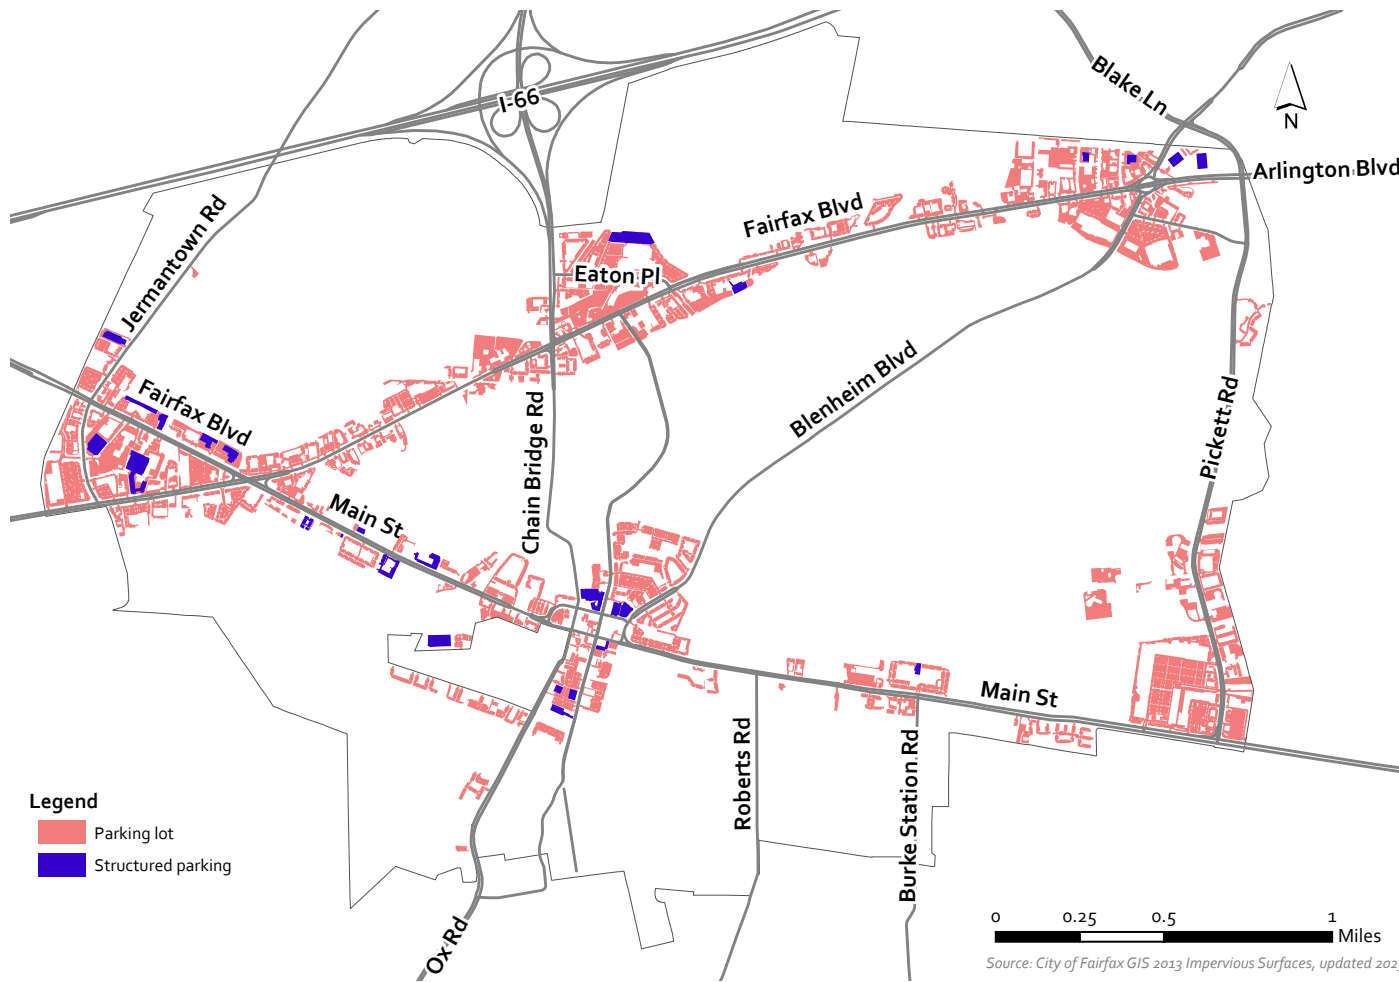 I-66
Blake Ln
N
Arlington Blvd
Fairfax Blvd
Jermantown Rd
Eaton Pl
Fairfax Blvd
Blenheim Blvd
Chain Bridge Rd
Pickett Rd
Main St
Main St
Roberts Rd
Burke Station Rd
Ox Rd
Legend
Parking lot
Structured parking
0 0.25 0.5 1
Miles
Source: City of Fairfax GIS 2013 Impervious Surfaces, updated